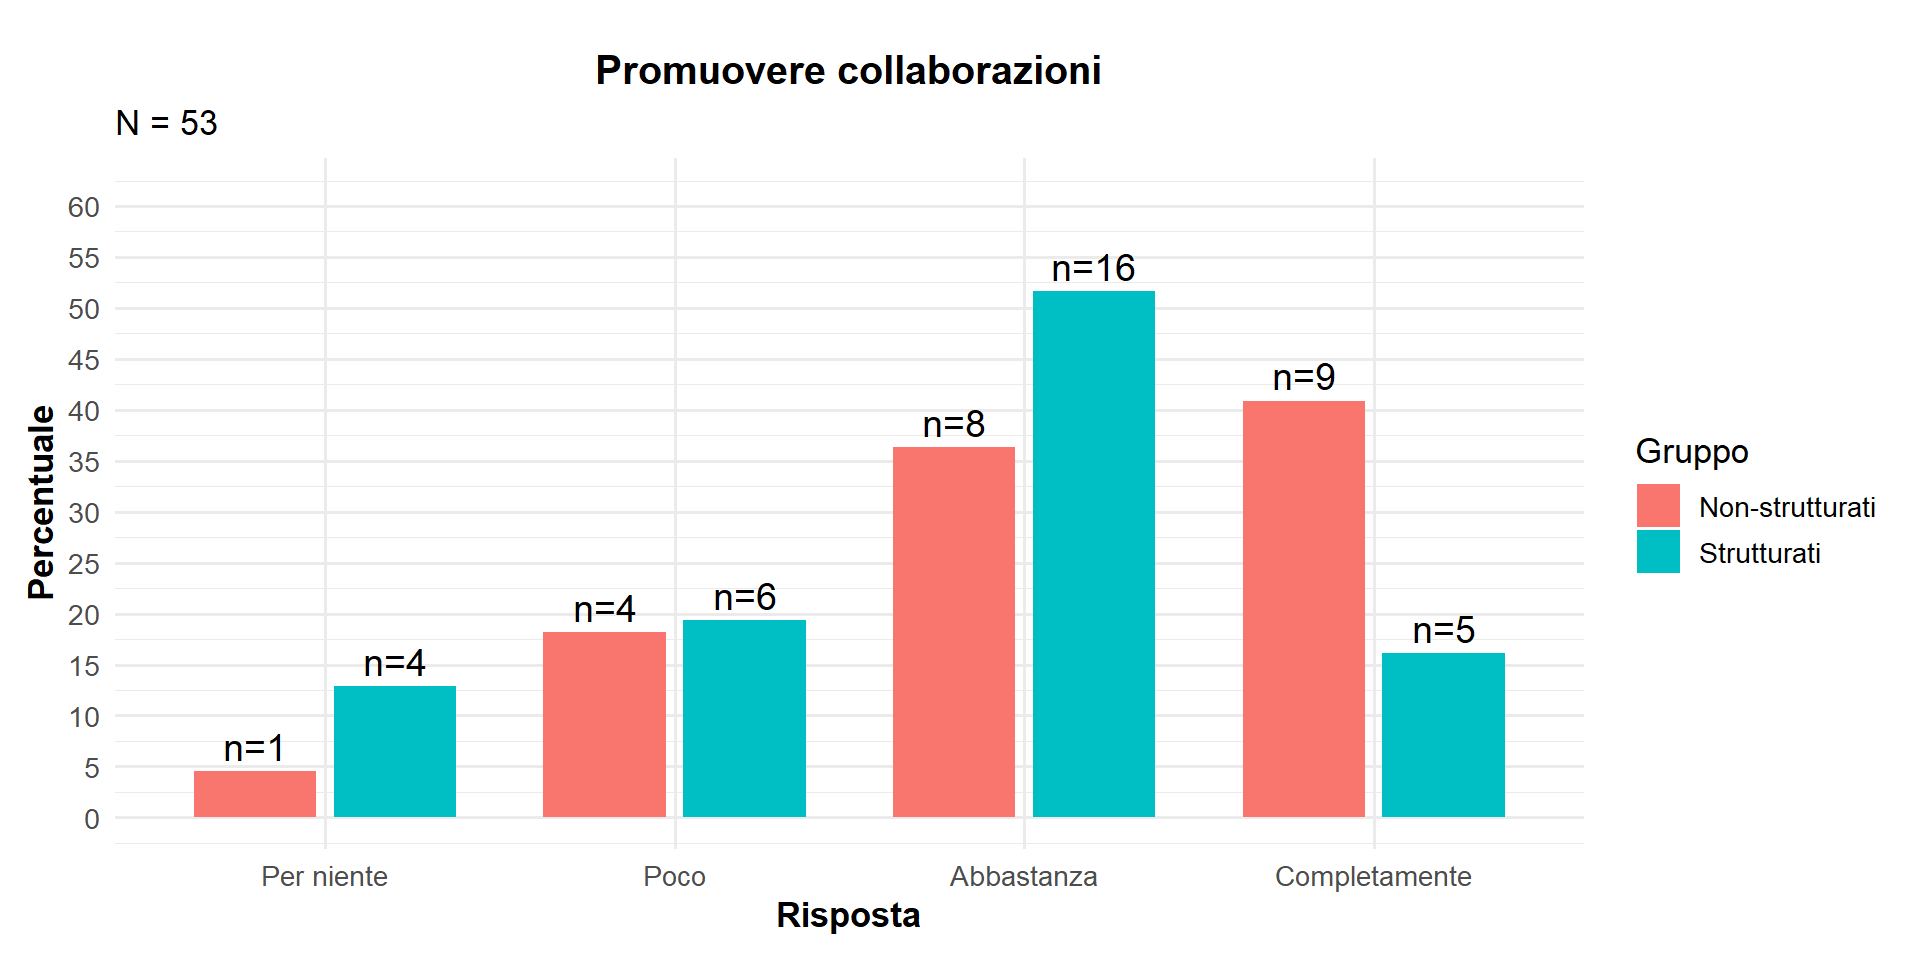 Promuovere collaborazioni
N = 53
60
55
50
45
40
35
30
25
20
15
10
5
0
Percentuale
n=1
n=4
n=4
n=6
n=8
n=16
n=9
n=5
Per niente
Poco
Abbastanza
Completamente
Risposta
Gruppo
Non-strutturati
Strutturati